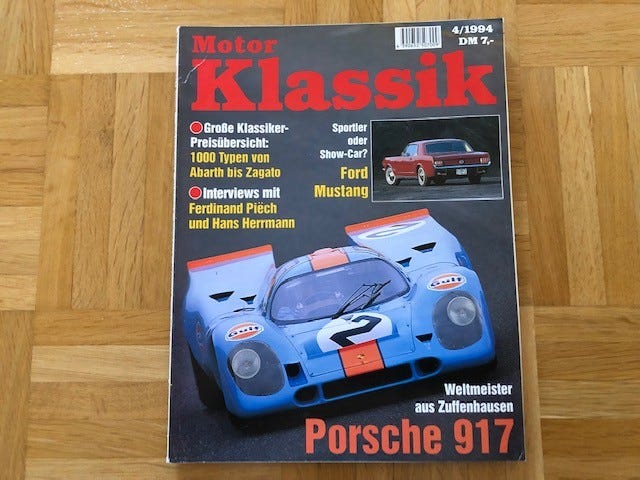 4/1994
DM 7,-
Motor
Klassik
Große Klassiker-
Preisübersicht:
1000 Typen von
Abarth bis Zagato
Interviews mit
Ferdinand Piëch
und Hans Herrmann
Sportler
oder
Show-Car?
Ford
Mustang
Gulf
2
Gulf
Weltmeister
aus Zuffenhausen
Porsche 917